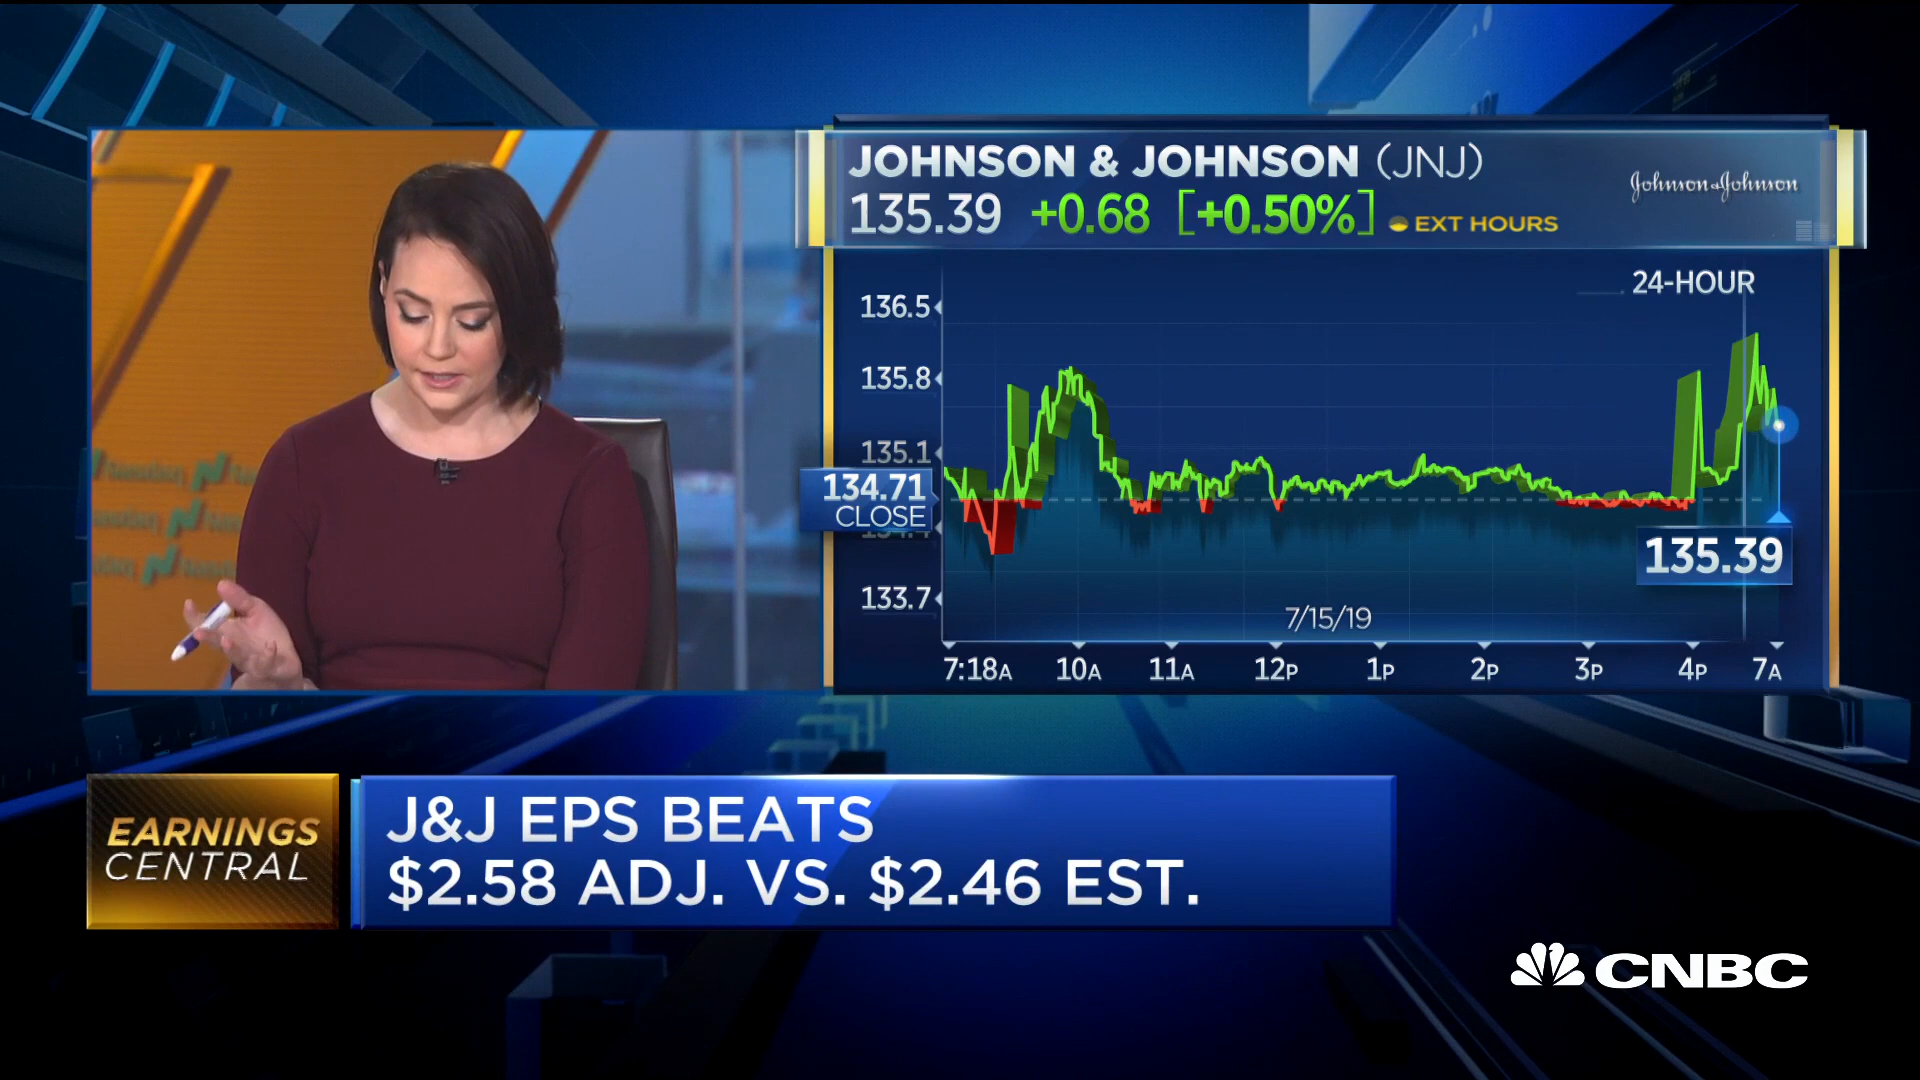 JOHNSON & JOHNSON (JNJ)
135.39 +0.68 [+0.50%] EXT HOURS
Johnson & Johnson
24-HOUR
136.5
135.8
135.1
134.71
CLOSE
133.7
135.39
7/15/19
7:18A 10A 11A 12P 1P 2P 3P 4P 7A
EARNINGS
CENTRAL
J&J EPS BEATS
$2.58 ADJ. VS. $2.46 EST.
CNBC